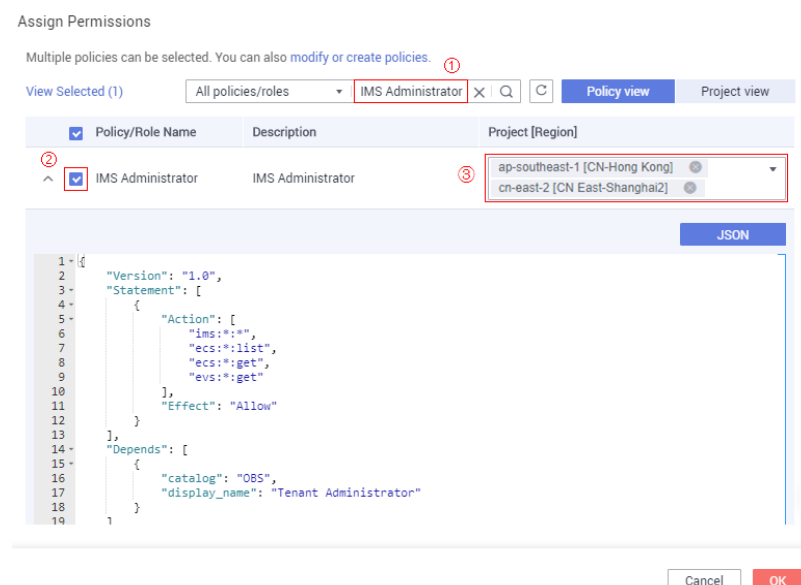 Assign Permissions
Multiple policies can be selected. You can also modify or create policies.
①
View Selected (1) All policies/roles IMS Administrator Policy view Project view
Policy/Role Name Description Project [Region]
② IMS Administrator IMS Administrator ③ ap-southeast-1 [CN-Hong Kong]
cn-east-2 [CN East-Shanghai2]
JSON
1 {
2 "Version": "1.0",
3 "Statement": [
4 {
5 "Action": [
6 "ims:*:*",
7 "ecs:*:list",
8 "ecs:*:get",
9 "evs:*:get"
10 ],
11 "Effect": "Allow"
12 }
13 ],
14 "Depends": [
15 {
16 "catalog": "OBS",
17 "display_name": "Tenant Administrator"
18 }
19 ]
Cancel OK